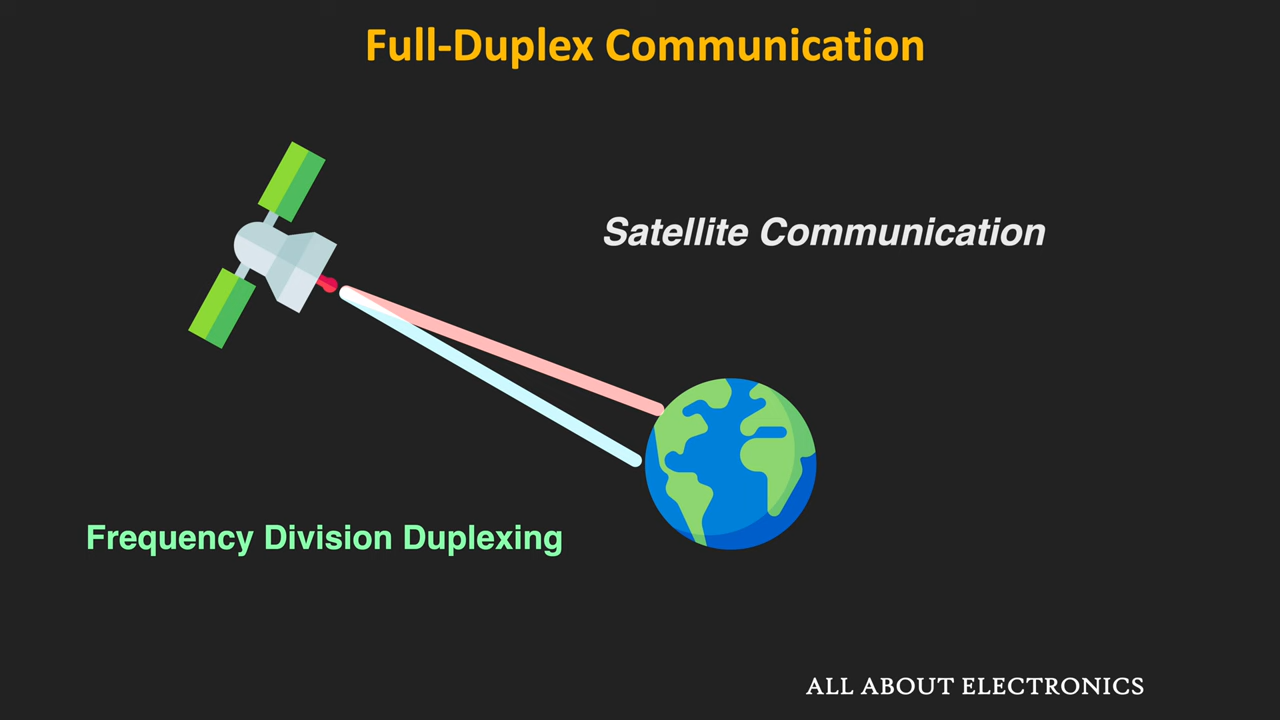 Full-Duplex Communication
Satellite Communication
Frequency Division Duplexing
ALL ABOUT ELECTRONICS